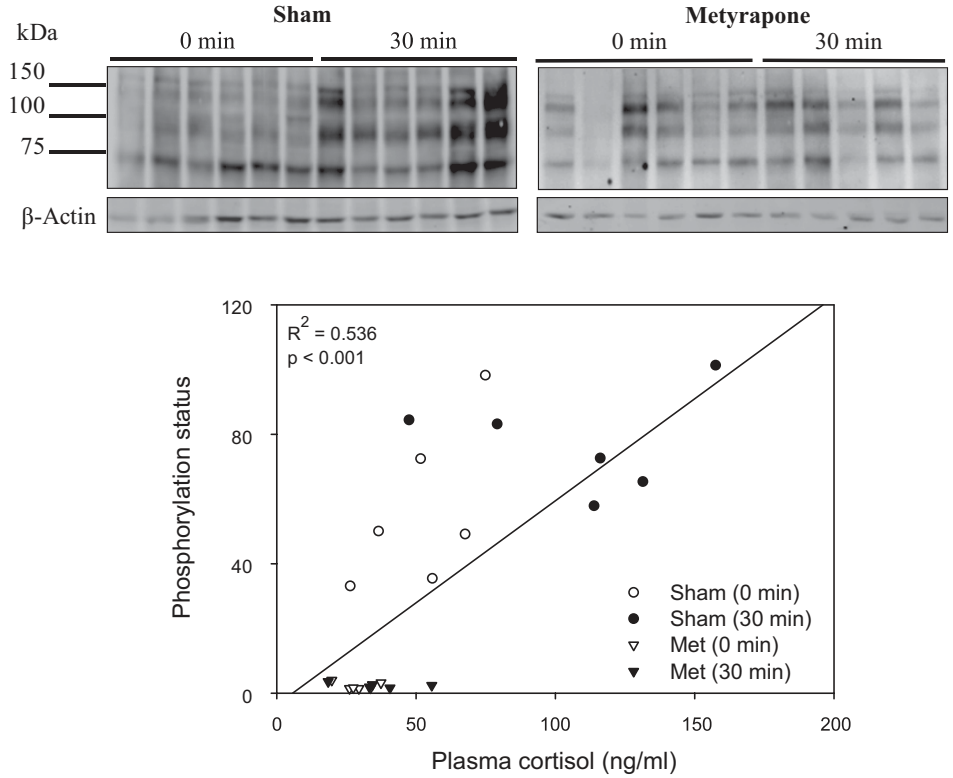 Sham
Metyrapone
kDa
0 min
30 min
0 min
30 min
150
100
75
β-Actin
120
R2 = 0.536
p < 0.001
80
Phosphorylation status
40
Sham (0 min)
Sham (30 min)
Met (0 min)
Met (30 min)
0
0
50
100
150
200
Plasma cortisol (ng/ml)